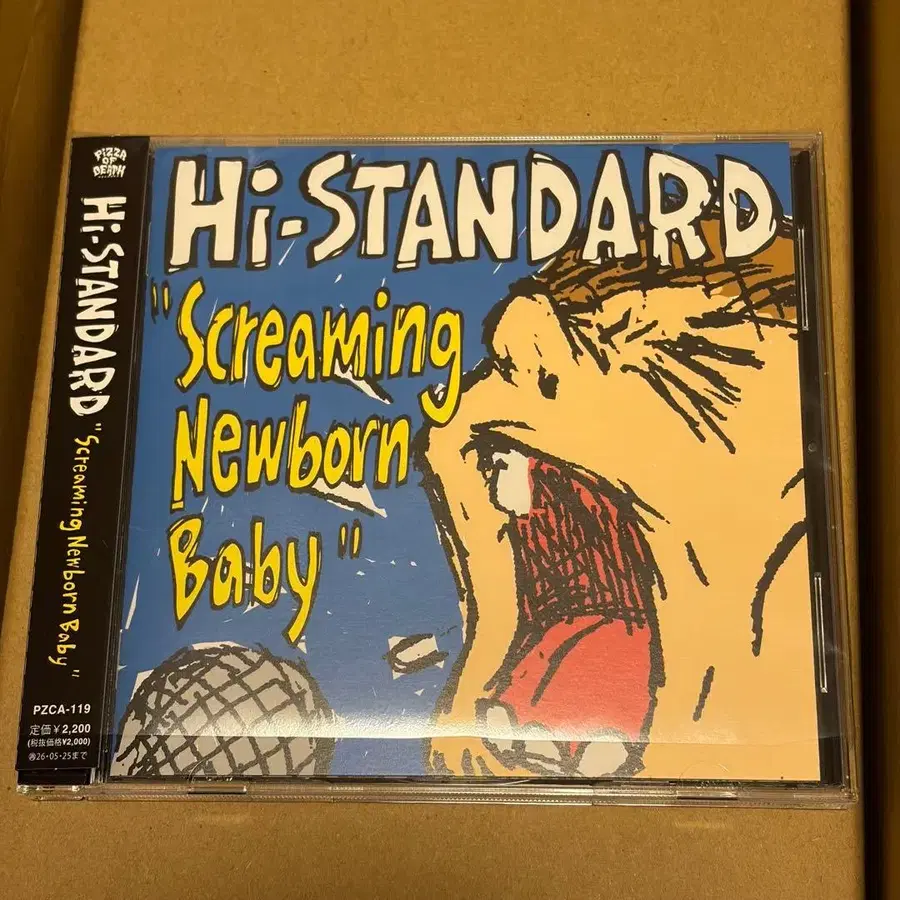 PIZZA
OF
DEATH
Hi-STANDARD
"Screaming Newborn Baby"
PZCA-119
定価￥2,200
(税抜価格¥2,000)
Hi-STANDARD
"Screaming
Newborn
Baby"